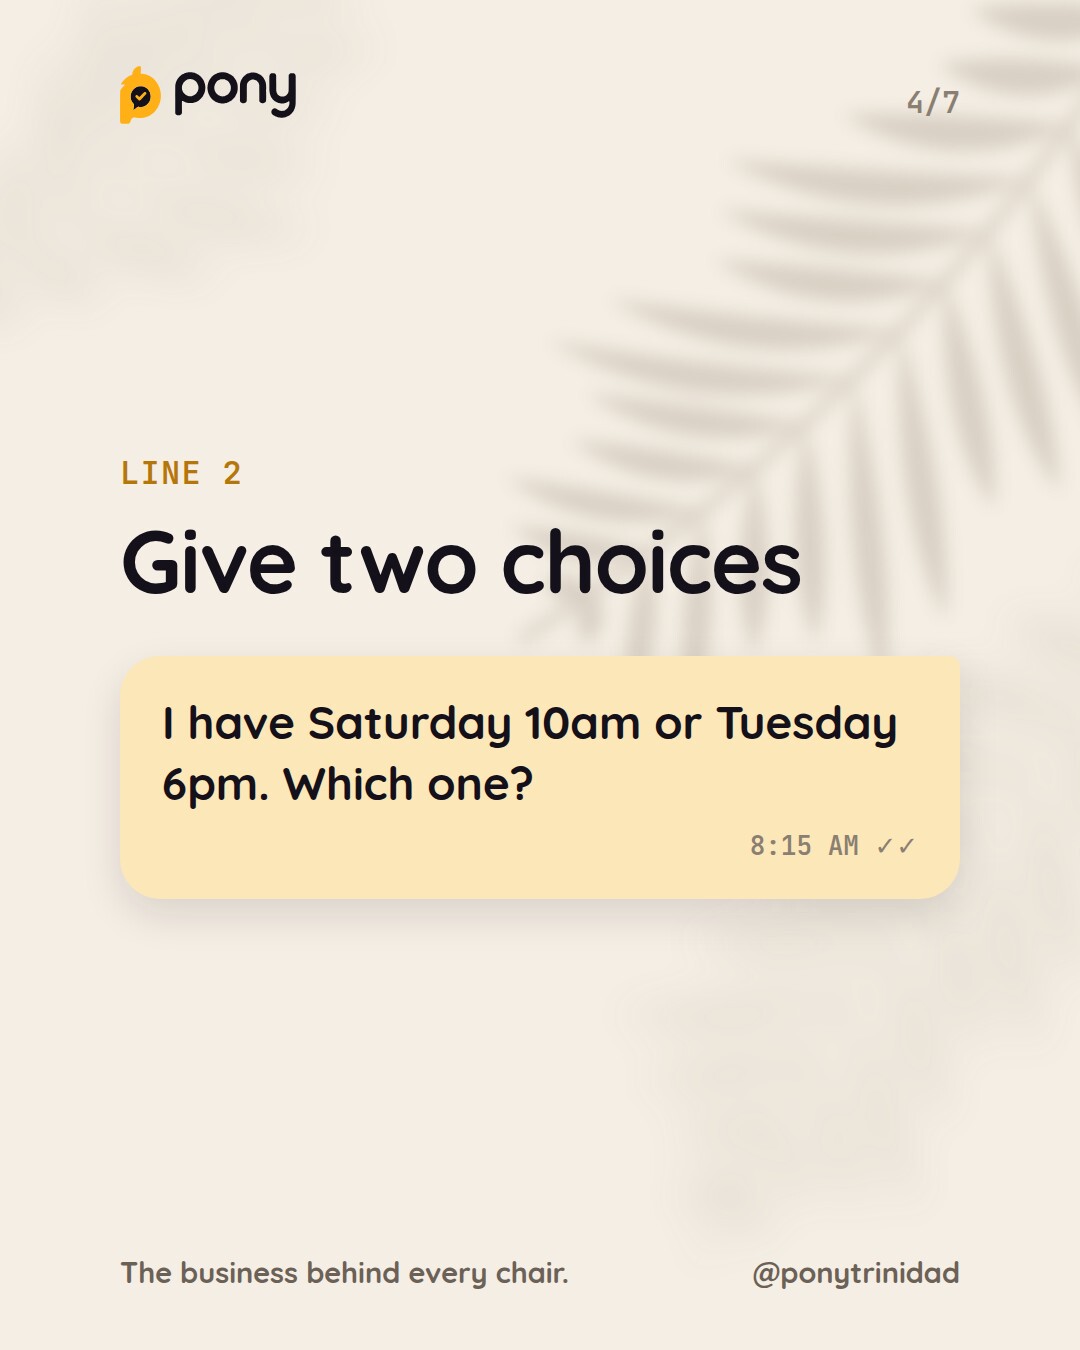 pony
4/7
LINE 2
Give two choices
I have Saturday 10am or Tuesday
6pm. Which one?
8:15 AM ✓✓
The business behind every chair.
@ponytrinidad